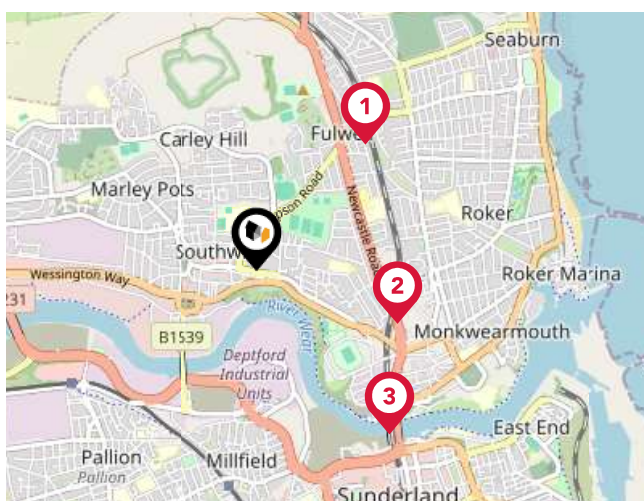 Seaburn
1
Fulwe
Carley Hill
pson Road
Marley Pots
Newcastle Road
Roker
Southw
Wessington Way
Roker Marina
231
2
River Wear
B1539
Monkwearmouth
Deptford
Industrial
Units
3
East End
Pallion
Pallion
Millfield
Sunderland